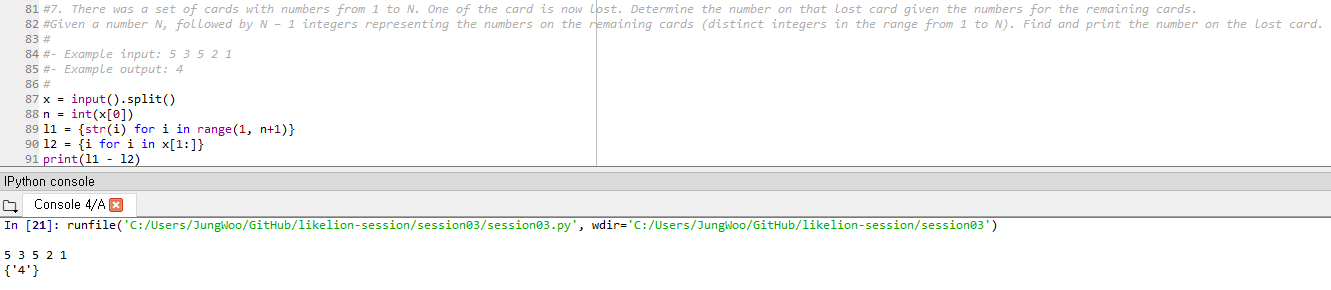 81 #7. There was a set of cards with numbers from 1 to N. One of the card is now lost. Determine the number on that lost card given the numbers for the remaining cards.
82 #Given a number N, followed by N - 1 integers representing the numbers on the remaining cards (distinct integers in the range from 1 to N). Find and print the number on the lost card.
83 #
84 #- Example input: 5 3 5 2 1
85 #- Example output: 4
86 #
87 x = input().split()
88 n = int(x[0])
89 l1 = {str(i) for i in range(1, n+1)}
90 l2 = {i for i in x[1:]}
91 print(l1 - l2)
IPython console
Console 4/A
In [21]: runfile('C:/Users/JungWoo/GitHub/likelion-session/session03/session03.py', wdir='C:/Users/JungWoo/GitHub/likelion-session/session03')
5 3 5 2 1
{'4'}